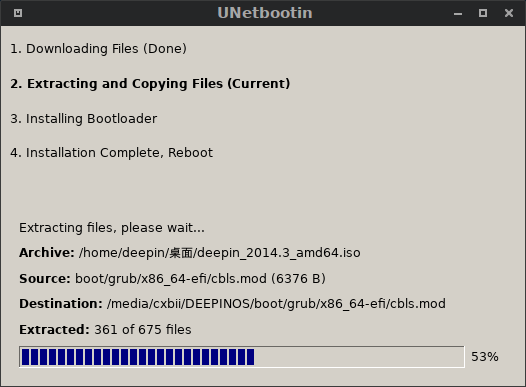 UNetbootin
1. Downloading Files (Done)
2. Extracting and Copying Files (Current)
3. Installing Bootloader
4. Installation Complete, Reboot
Extracting files, please wait...
Archive: /home/deepin/桌面/deepin_2014.3_amd64.iso
Source: boot/grub/x86_64-efi/cbls.mod (6376 B)
Destination: /media/cxbii/DEEPINOS/boot/grub/x86_64-efi/cbls.mod
Extracted: 361 of 675 files
53%